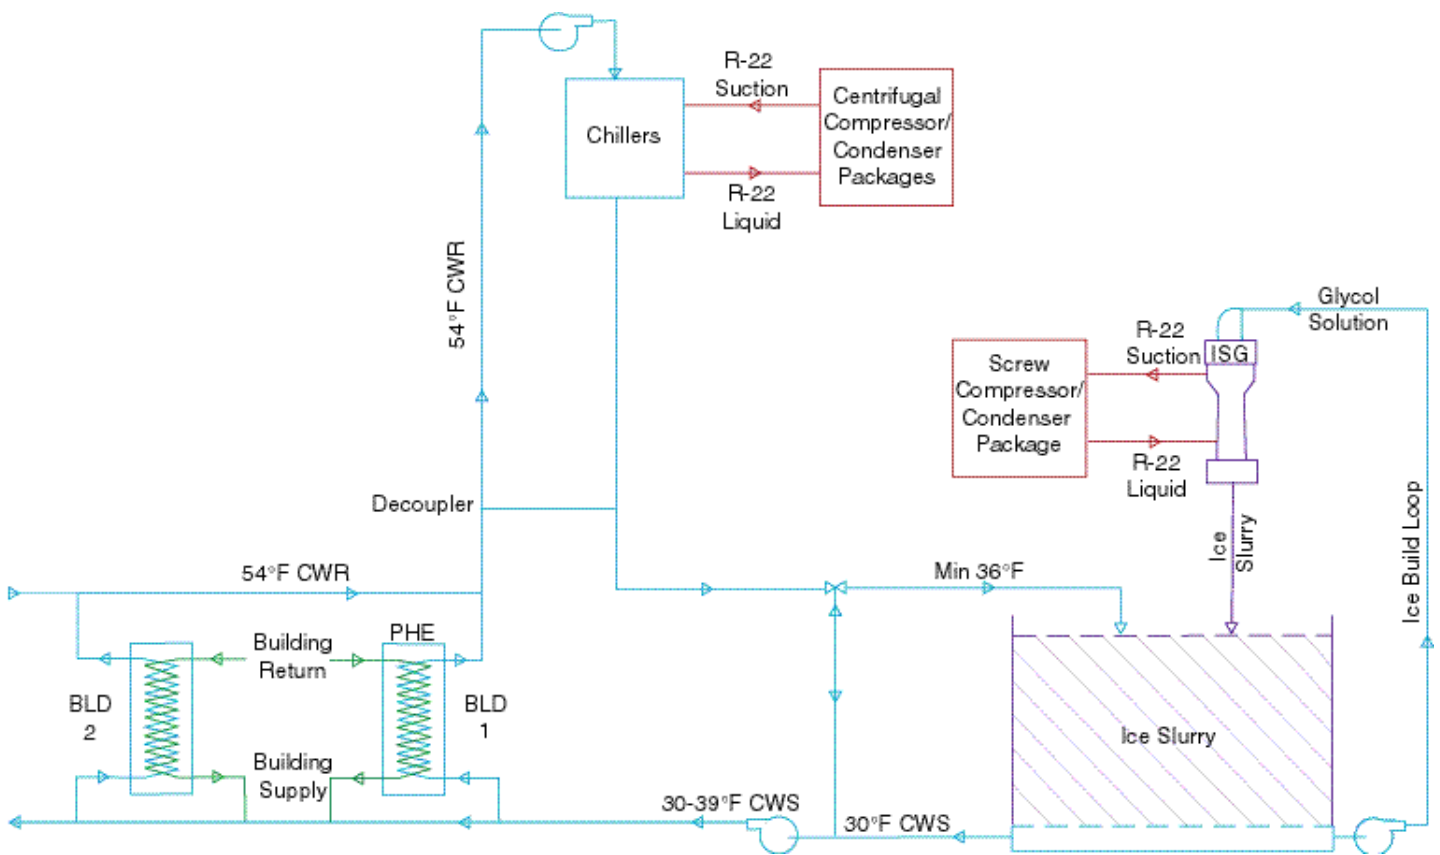 R-22
Suction
Centrifugal
Compressor/
Condenser
Packages
Chillers
R-22
Liquid
54°F CWR
Glycol
Solution
R-22
Suction
ISG
Screw
Compressor/
Condenser
Package
R-22
Liquid
Decoupler
Ice
Slurry
Ice Build Loop
54°F CWR
Min 36°F
PHE
Building
Return
BLD
2
BLD
1
Building
Supply
Ice Slurry
30-39°F CWS
30°F CWS